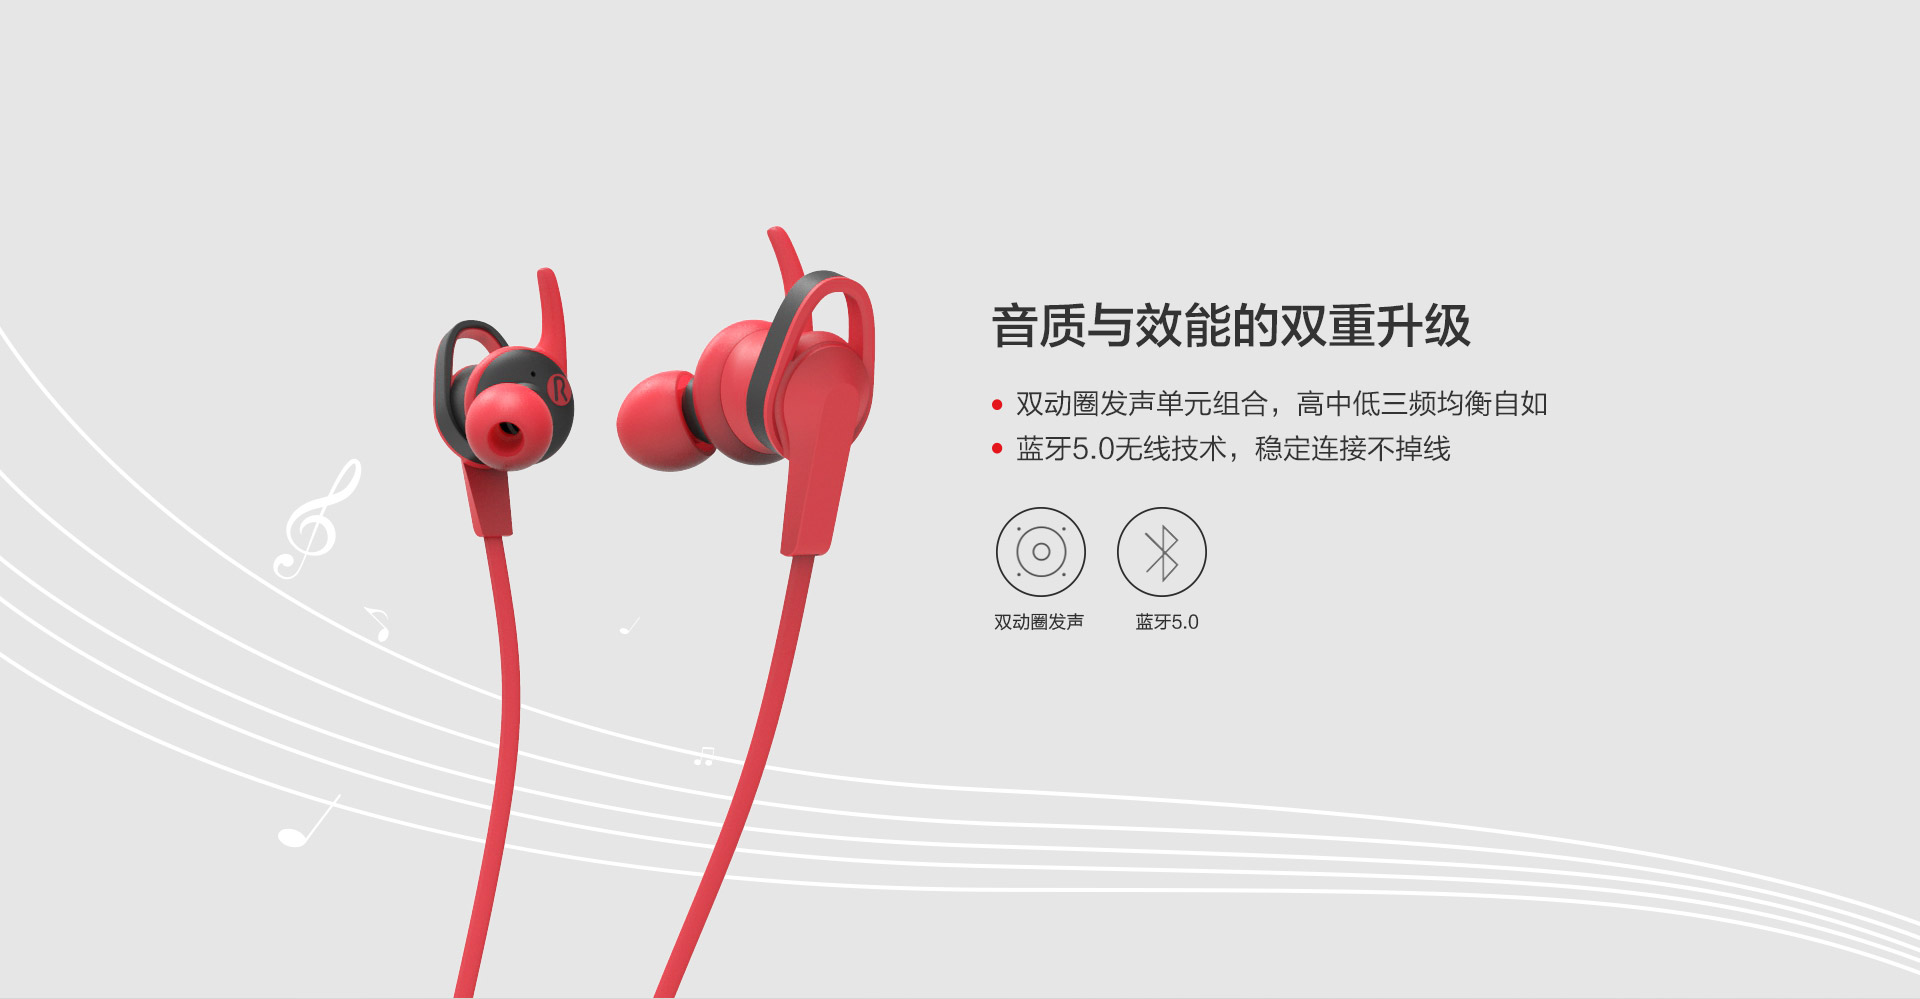 音质与效能的双重升级
双动圈发声单元组合，高中低三频均衡自如
蓝牙5.0无线技术，稳定连接不掉线
双动圈发声
蓝牙5.0
R